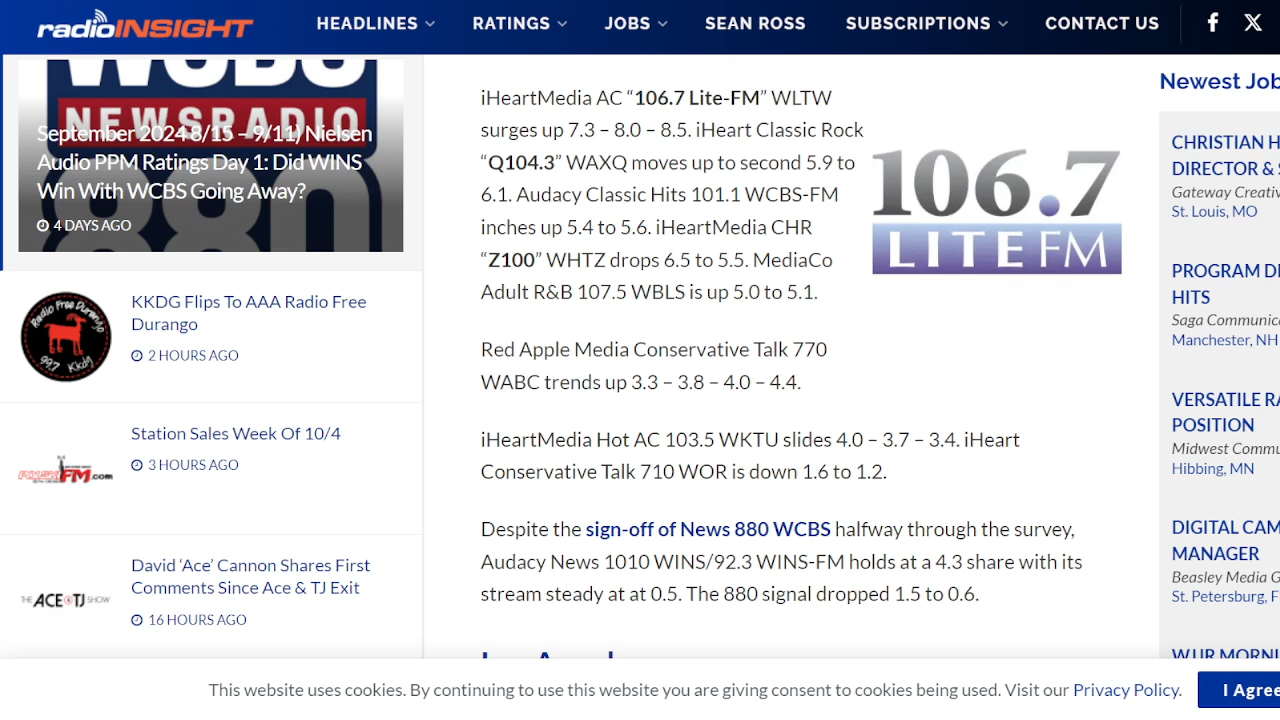 radioINSIGHT
HEADLINES RATINGS JOBS SEAN ROSS SUBSCRIPTIONS CONTACT US
NEWSRADIO
880
September 2024 8/15 – 9/11) Nielsen
Audio PPM Ratings Day 1: Did WINS
Win With WCBS Going Away?
4 DAYS AGO
Radio Free Durango
99.7 Kkdg
KKDG Flips To AAA Radio Free
Durango
2 HOURS AGO
FM.com
Station Sales Week Of 10/4
3 HOURS AGO
THE ACE & TJ SHOW
David ‘Ace’ Cannon Shares First
Comments Since Ace & TJ Exit
16 HOURS AGO
iHeartMedia AC “106.7 Lite-FM” WLTW
surges up 7.3 – 8.0 – 8.5. iHeart Classic Rock
“Q104.3” WAXQ moves up to second 5.9 to
6.1. Audacy Classic Hits 101.1 WCBS-FM
inches up 5.4 to 5.6. iHeartMedia CHR
“Z100” WHTZ drops 6.5 to 5.5. MediaCo
Adult R&B 107.5 WBLS is up 5.0 to 5.1.
106.7
LITE FM
Red Apple Media Conservative Talk 770
WABC trends up 3.3 – 3.8 – 4.0 – 4.4.
iHeartMedia Hot AC 103.5 WKTU slides 4.0 – 3.7 – 3.4. iHeart
Conservative Talk 710 WOR is down 1.6 to 1.2.
Despite the sign-off of News 880 WCBS halfway through the survey,
Audacy News 1010 WINS/92.3 WINS-FM holds at a 4.3 share with its
stream steady at at 0.5. The 880 signal dropped 1.5 to 0.6.
Newest Job
CHRISTIAN H
DIRECTOR & S
Gateway Creativ
St. Louis, MO
PROGRAM DI
HITS
Saga Communica
Manchester, NH
VERSATILE RA
POSITION
Midwest Commu
Hibbing, MN
DIGITAL CAM
MANAGER
Beasley Media G
St. Petersburg, F
WJR MORNI
This website uses cookies. By continuing to use this website you are giving consent to cookies being used. Visit our Privacy Policy.
I Agree